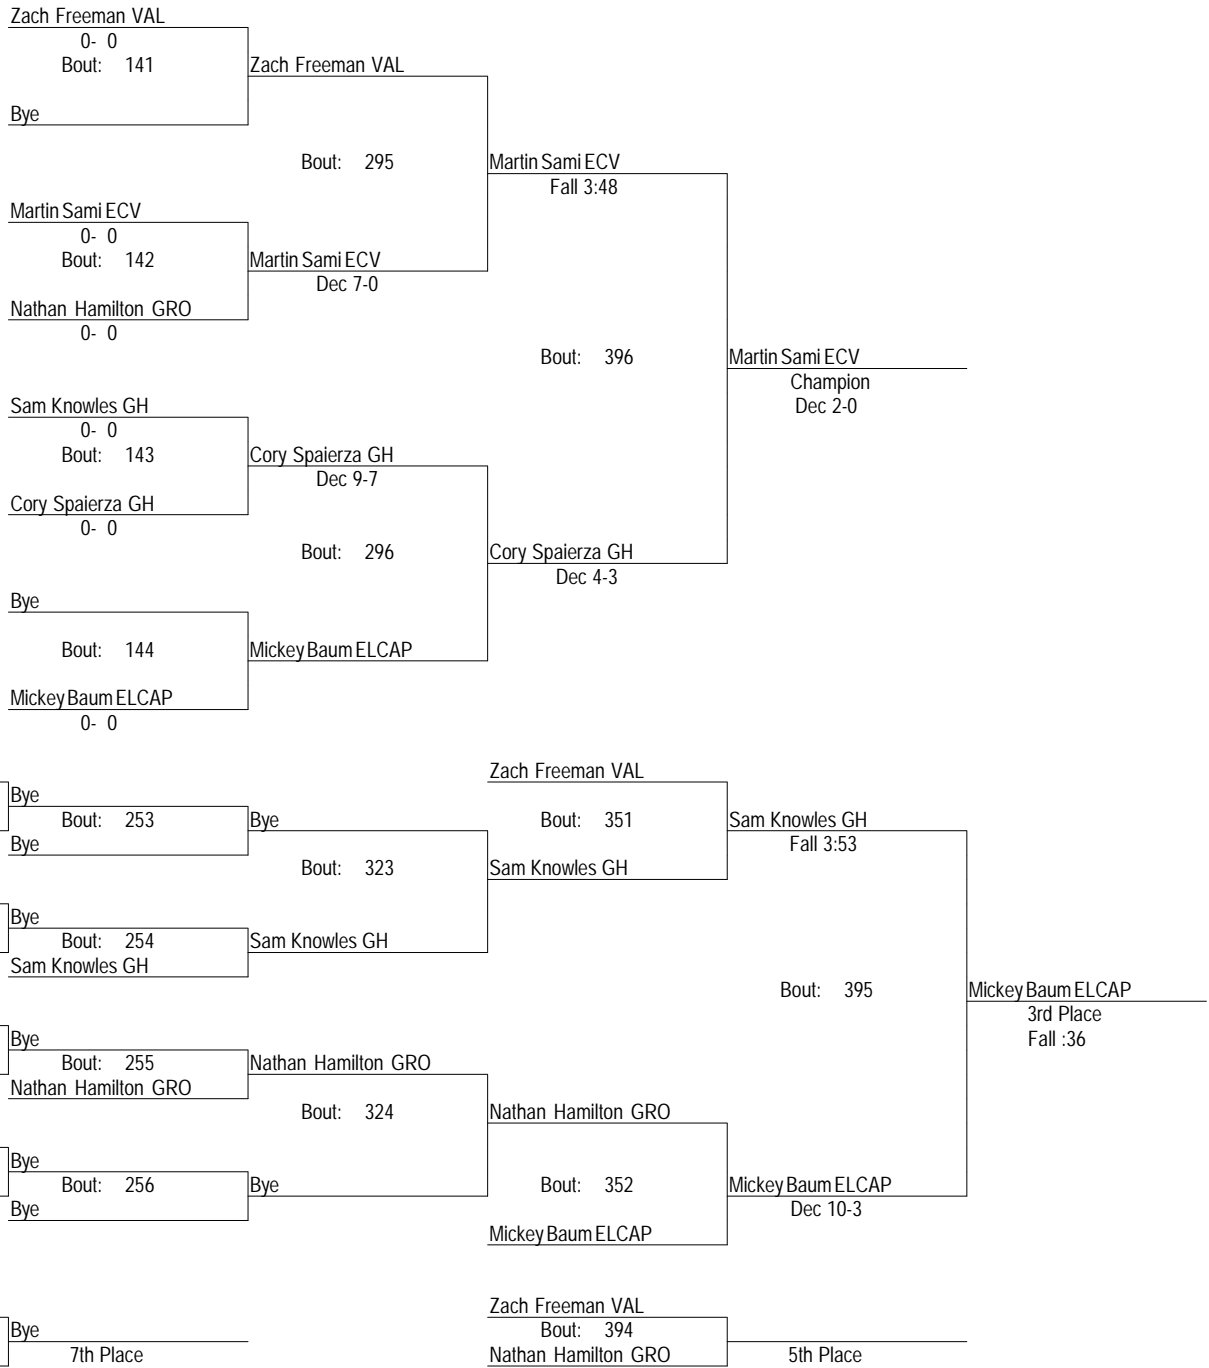 Zach Freeman VAL
0- 0
Bout: 141
Zach Freeman VAL
Bye
Bout: 295
Martin Sami ECV
Fall 3:48
Martin Sami ECV
0- 0
Bout: 142
Martin Sami ECV
Dec 7-0
Nathan Hamilton GRO
0- 0
Bout: 396
Martin Sami ECV
Champion
Dec 2-0
Sam Knowles GH
0- 0
Bout: 143
Cory Spaierza GH
Dec 9-7
Cory Spaierza GH
0- 0
Bout: 296
Cory Spaierza GH
Dec 4-3
Bye
Bout: 144
Mickey Baum ELCAP
Mickey Baum ELCAP
0- 0
Zach Freeman VAL
Bye
Bout: 253
Bye
Bye
Bout: 351
Sam Knowles GH
Fall 3:53
Bout: 323
Sam Knowles GH
Bye
Bout: 254
Sam Knowles GH
Sam Knowles GH
Bout: 395
Mickey Baum ELCAP
3rd Place
Fall :36
Bye
Bout: 255
Nathan Hamilton GRO
Nathan Hamilton GRO
Bout: 324
Nathan Hamilton GRO
Bye
Bout: 256
Bye
Bye
Bout: 352
Mickey Baum ELCAP
Dec 10-3
Mickey Baum ELCAP
Zach Freeman VAL
Bye
7th Place
Bout: 394
Nathan Hamilton GRO
5th Place